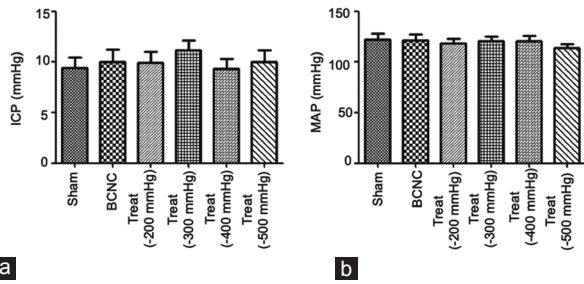 15
10
5
0
ICP (mmHg)
Sham
BCNC
Treat
(-200 mmHg)
Treat
(-300 mmHg)
Treat
(-400 mmHg)
Treat
(-500 mmHg)
a
150
100
50
0
MAP (mmHg)
Sham
BCNC
Treat
(-200 mmHg)
Treat
(-300 mmHg)
Treat
(-400 mmHg)
Treat
(-500 mmHg)
b